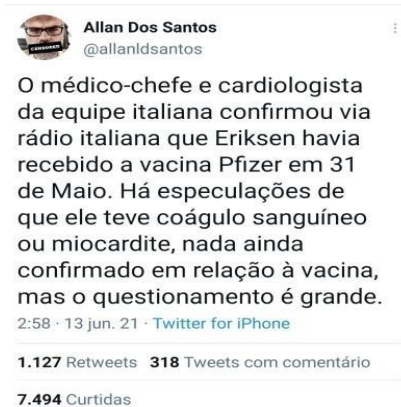 CENSORED
Allan Dos Santos
@allanldsantos
O médico-chefe e cardiologista
da equipe italiana confirmou via
rádio italiana que Eriksen havia
recebido a vacina Pfizer em 31
de Maio. Há especulações de
que ele teve coágulo sanguíneo
ou miocardite, nada ainda
confirmado em relação à vacina,
mas o questionamento é grande.
2:58 · 13 jun. 21 · Twitter for iPhone
1.127 Retweets 318 Tweets com comentário
7.494 Curtidas